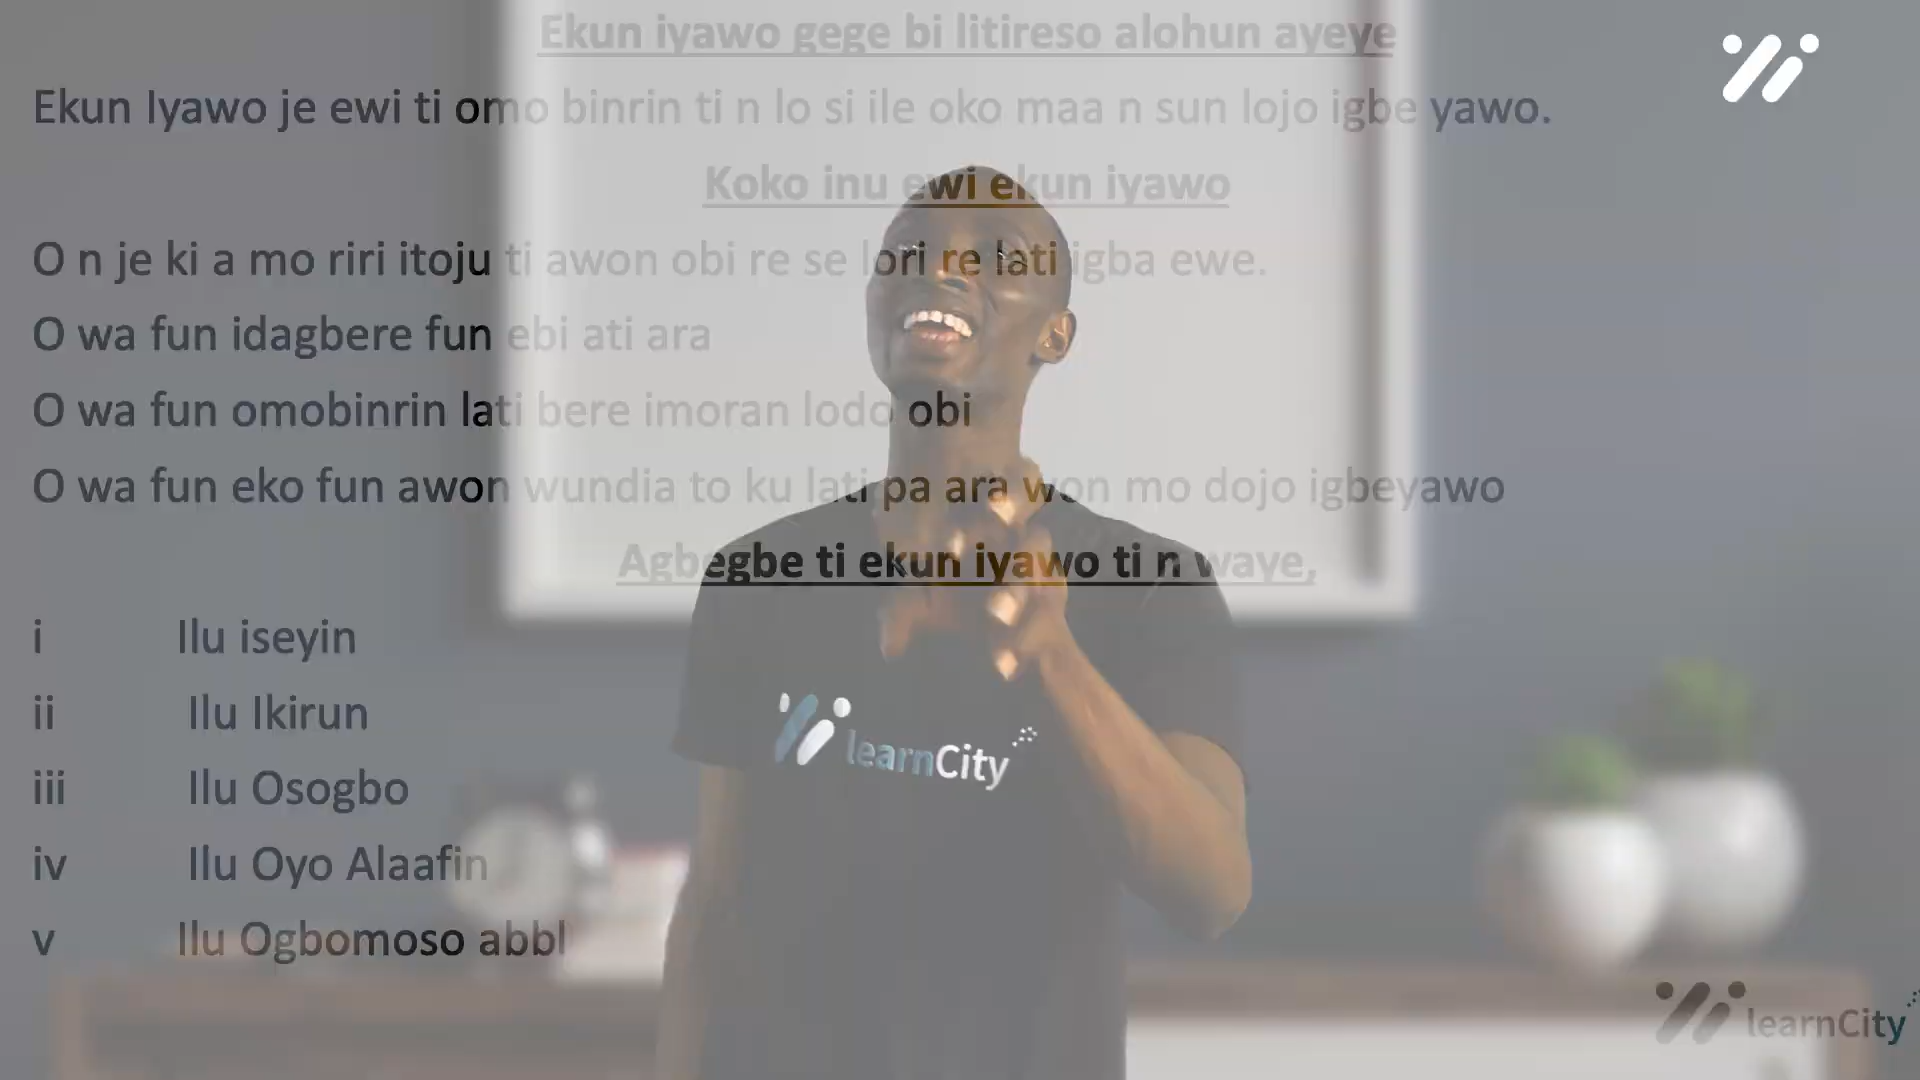 Ekun iyawo gege bi litireso alohun ayeye
Ekun Iyawo je ewi ti omo binrin ti n lo si ile oko maa n sun lojo igbe yawo.
Koko inu ewi ekun iyawo
O n je ki a mo riri itoju ti awon obi re se lori re lati igba ewe.
O wa fun idagbere fun ebi ati ara
O wa fun omobinrin lati bere imoran lodo obi
O wa fun eko fun awon wundia to ku lati pa ara won mo dojo igbeyawo
Agbegbe ti ekun iyawo ti n waye,
i Ilu iseyin
ii Ilu Ikirun
iii Ilu Osogbo
iv Ilu Oyo Alaafin
v Ilu Ogbomoso abbl
learnCity
learnCity